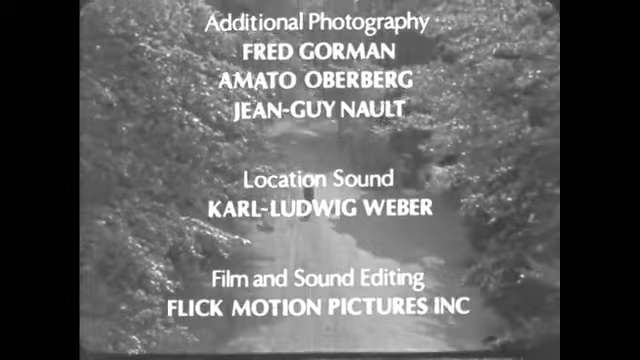 Additional Photography
FRED GORMAN
AMATO OBERBERG
JEAN-GUY NAULT
Location Sound
KARL-LUDWIG WEBER
Film and Sound Editing
FLICK MOTION PICTURES INC